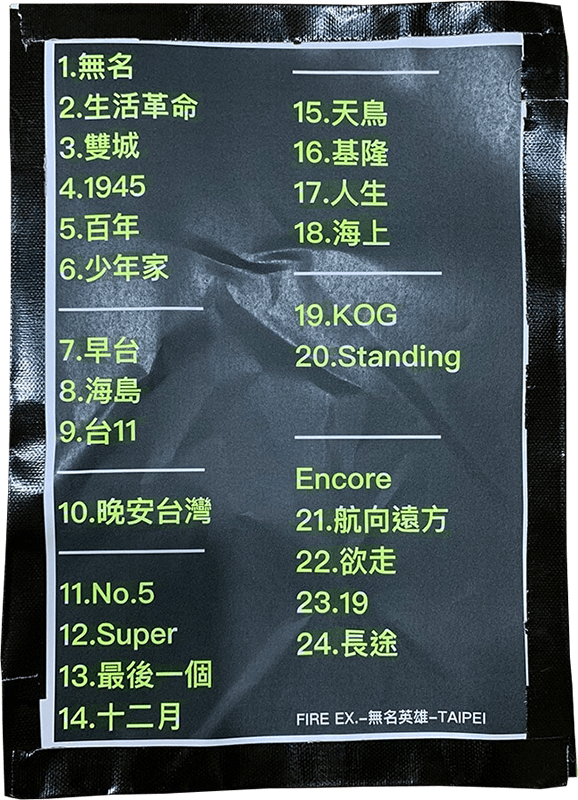 1.無名
2.生活革命
3.雙城
4.1945
5.百年
6.少年家
7.早台
8.海島
9.台11
10.晚安台灣
11.No.5
12.Super
13.最後一個
14.十二月
15.天鳥
16.基隆
17.人生
18.海上
19.KOG
20.Standing
Encore
21.航向遠方
22.欲走
23.19
24.長途
FIRE EX.–無名英雄–TAIPEI